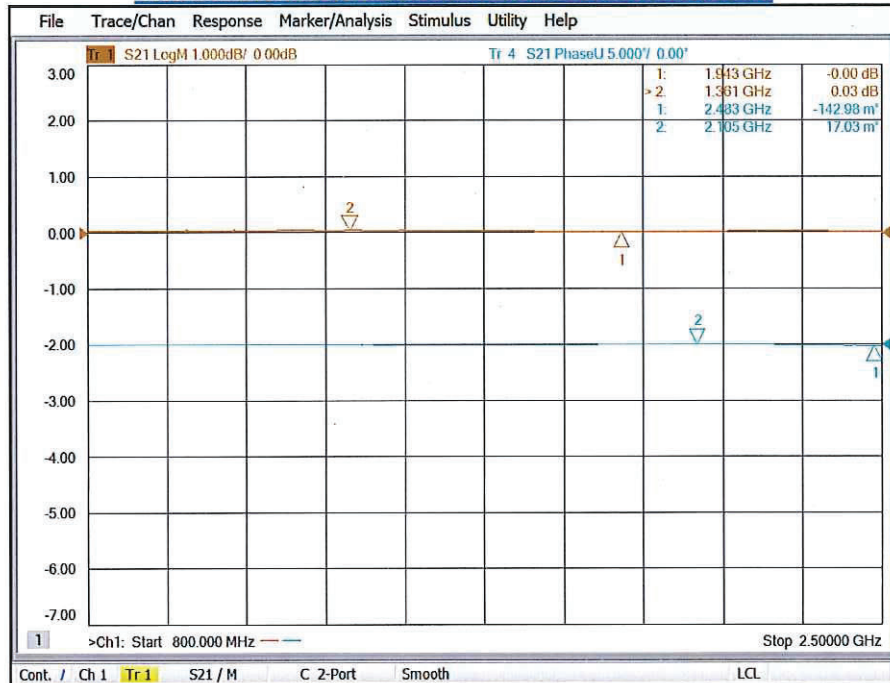 File Trace/Chan Response Marker/Analysis Stimulus Utility Help
Tr 1 S21 LogM 1.000dB/ 0.00dB Tr 4 S21 PhaseU 5.000°/ 0.00°
1: 1.943 GHz -0.00 dB
> 2: 1.361 GHz 0.03 dB
1: 2.483 GHz -142.98 m°
2: 2.105 GHz 17.03 m°
3.00
2.00
1.00
2
0.00
1
-1.00
2
-2.00
1
-3.00
-4.00
-5.00
-6.00
-7.00
1 >Ch1: Start 800.000 MHz Stop 2.50000 GHz
Cont. / Ch 1 Tr 1 S21 / M C 2-Port Smooth LCL